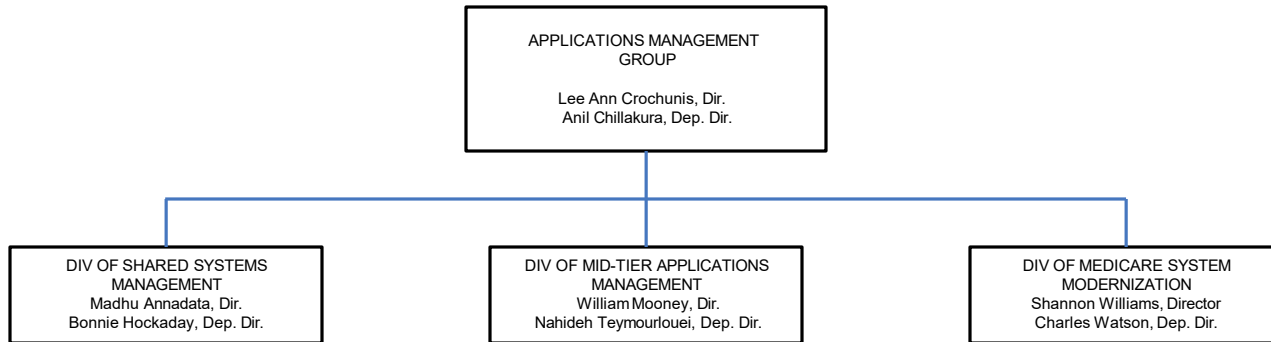 APPLICATIONS MANAGEMENT
GROUP
Lee Ann Crochunis, Dir.
Anil Chillakura, Dep. Dir.
DIV OF SHARED SYSTEMS
MANAGEMENT
Madhu Annadata, Dir.
Bonnie Hockaday, Dep. Dir.
DIV OF MID-TIER APPLICATIONS
MANAGEMENT
William Mooney, Dir.
Nahideh Teymourlouei, Dep. Dir.
DIV OF MEDICARE SYSTEM
MODERNIZATION
Shannon Williams, Director
Charles Watson, Dep. Dir.